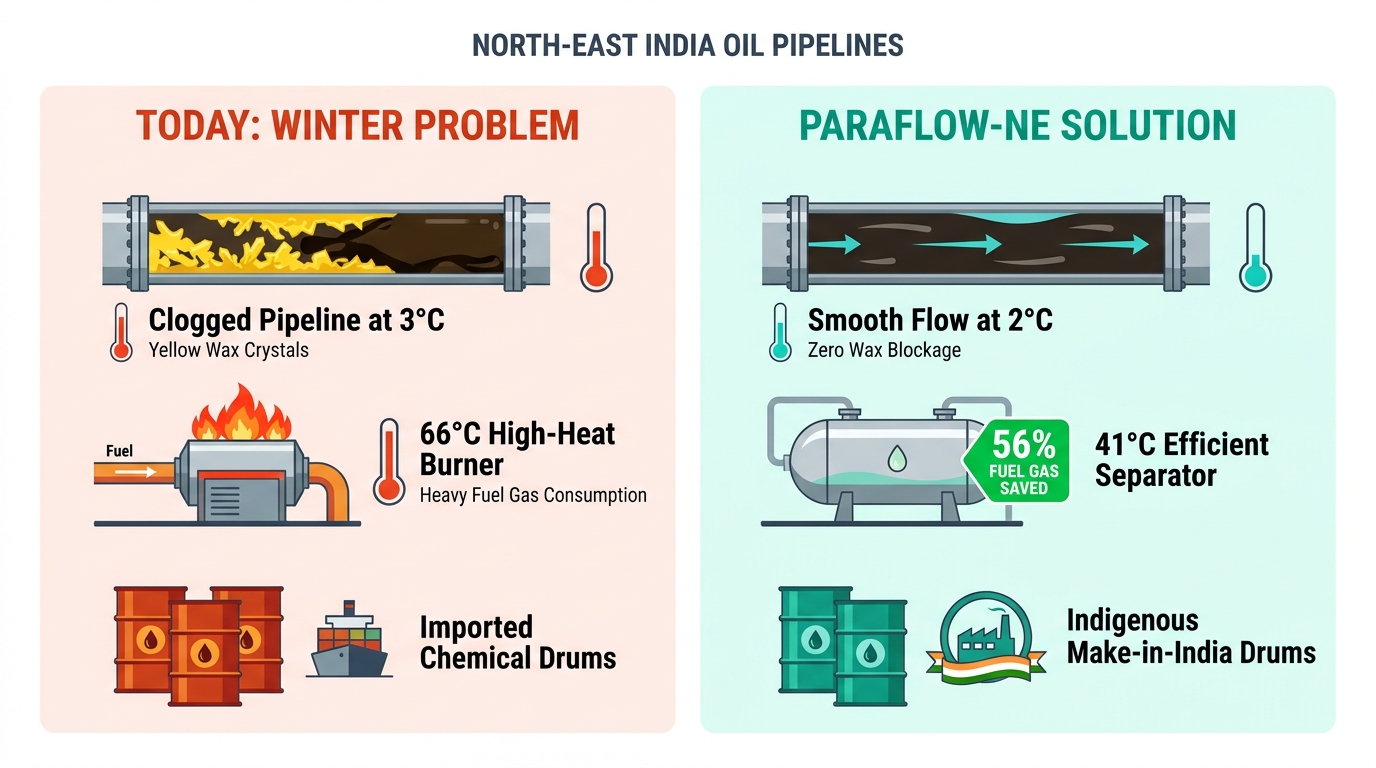 NORTH-EAST INDIA OIL PIPELINES
TODAY: WINTER PROBLEM
Clogged Pipeline at 3°C
Yellow Wax Crystals
Fuel
66°C High-Heat
Burner
Heavy Fuel Gas Consumption
Imported
Chemical Drums
PARAFLOW-NE SOLUTION
Smooth Flow at 2°C
Zero Wax Blockage
56%
FUEL GAS
SAVED
41°C Efficient
Separator
Indigenous
Make-in-India Drums